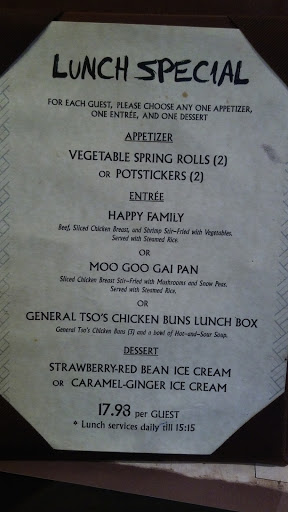 LUNCH SPECIAL
FOR EACH GUEST, PLEASE CHOOSE ANY ONE APPETIZER,
ONE ENTRÉE, AND ONE DESSERT
APPETIZER
VEGETABLE SPRING ROLLS (2)
OR POTSTICKERS (2)
ENTRÉE
HAPPY FAMILY
Beef, Sliced Chicken Breast, and Shrimp Stir-Fried with Vegetables.
Served with Steamed Rice.
OR
MOO GOO GAI PAN
Sliced Chicken Breast Stir-Fried with Mushrooms and Snow Peas.
Served with Steamed Rice.
OR
GENERAL TSO'S CHICKEN BUNS LUNCH BOX
General Tso's Chicken Buns (3) and a bowl of Hot-and-Sour Soup.
DESSERT
STRAWBERRY-RED BEAN ICE CREAM
OR CARAMEL-GINGER ICE CREAM
17.98 per GUEST
* Lunch services daily till 15:15